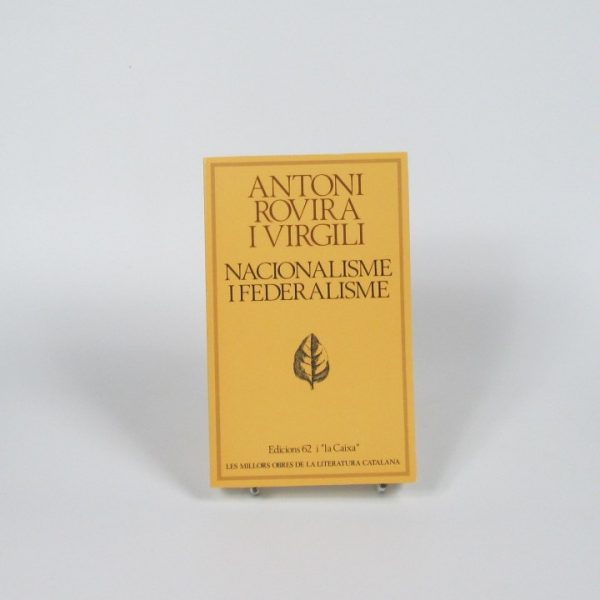 ANTONI
ROVIRA
I VIRGILI
NACIONALISME
I FEDERALISME
Edicions 62 i "la Caixa"
LES MILLORS OBRES DE LA LITERATURA CATALANA